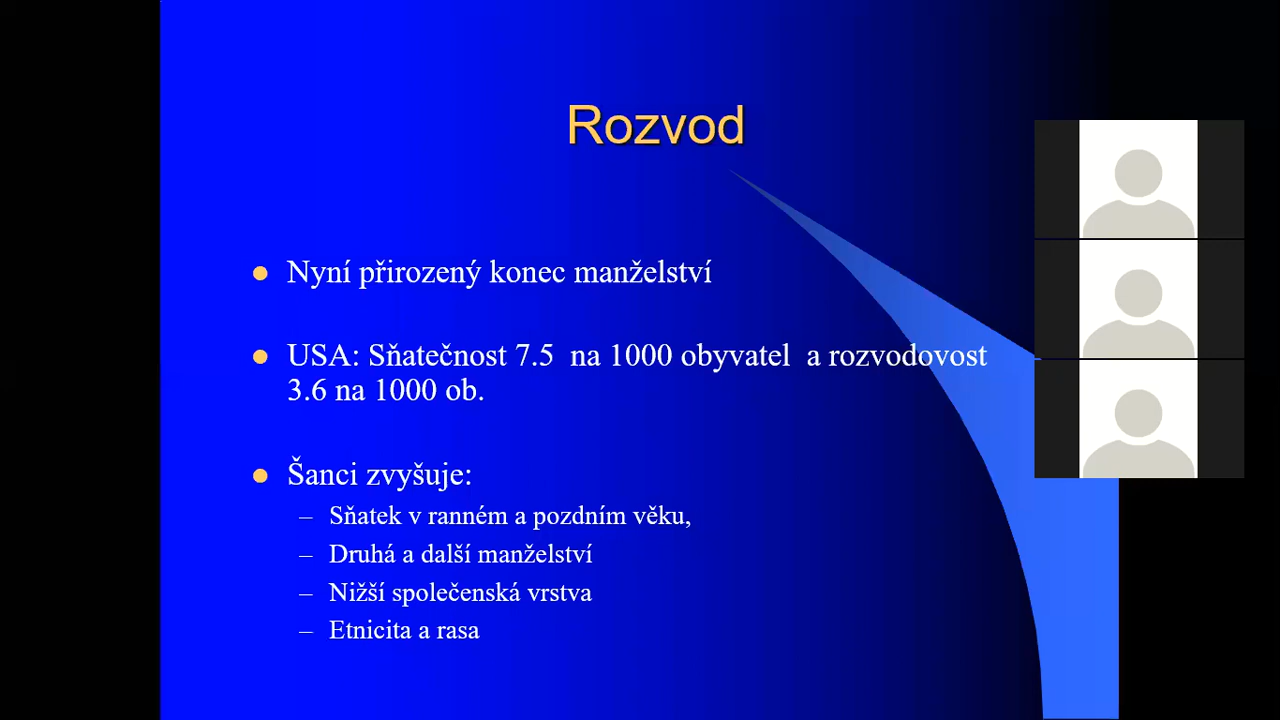 Rozvod
Nyní přirozený konec manželství
USA: Sňatečnost 7.5 na 1000 obyvatel a rozvodovost
3.6 na 1000 ob.
Šanci zvyšuje:
– Sňatek v ranném a pozdním věku,
– Druhá a další manželství
– Nižší společenská vrstva
– Etnicita a rasa